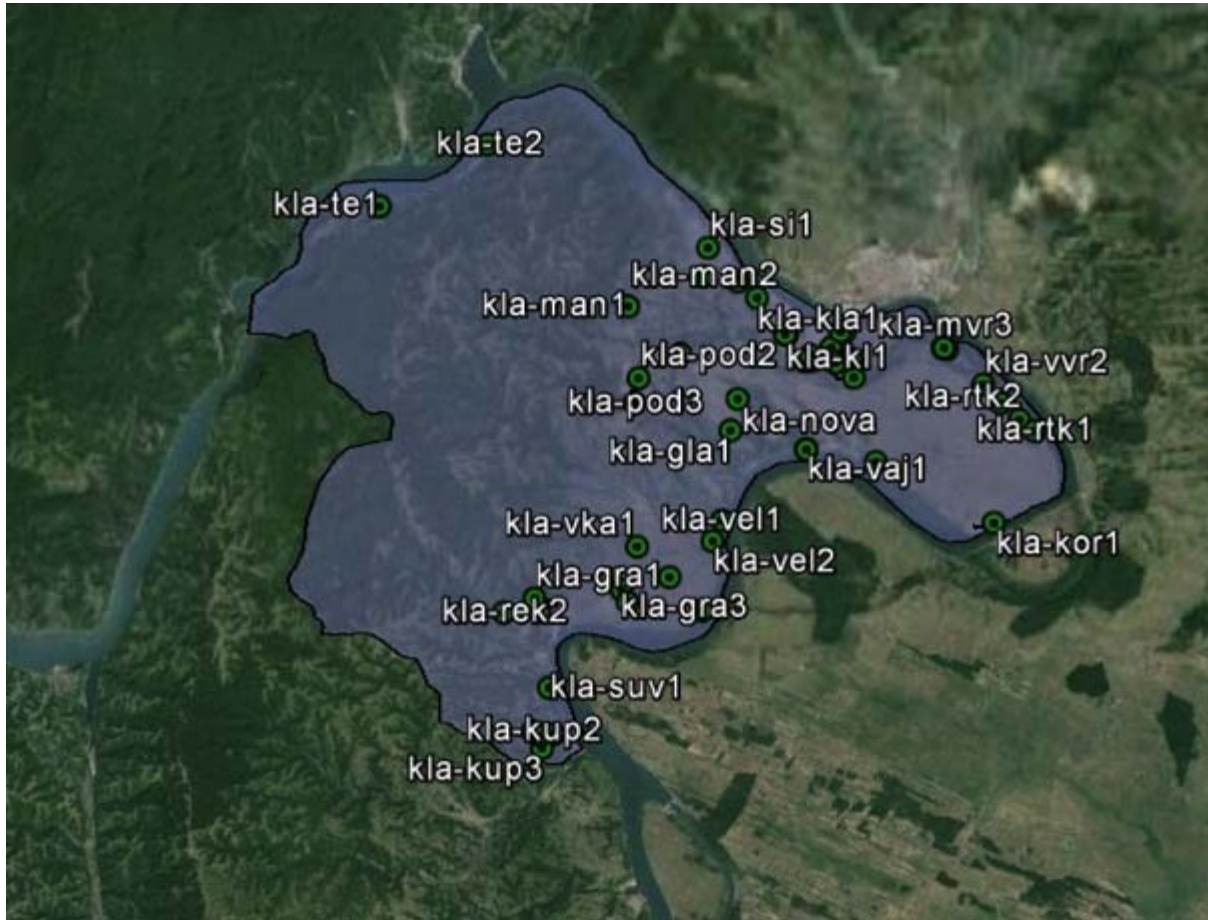 kla-te2
kla-te1
kla-si1
kla-man2
kla-man1
kla-kla1
kla-mvr3
kla-pod2
kla-kl1
kla-vvr2
kla-pod3
kla-rtk2
kla-nova
kla-rtk1
kla-gla1
kla-vaj1
kla-vka1
kla-vel1
kla-kor1
kla-vel2
kla-gra1
kla-rek2
kla-gra3
kla-suv1
kla-kup2
kla-kup3